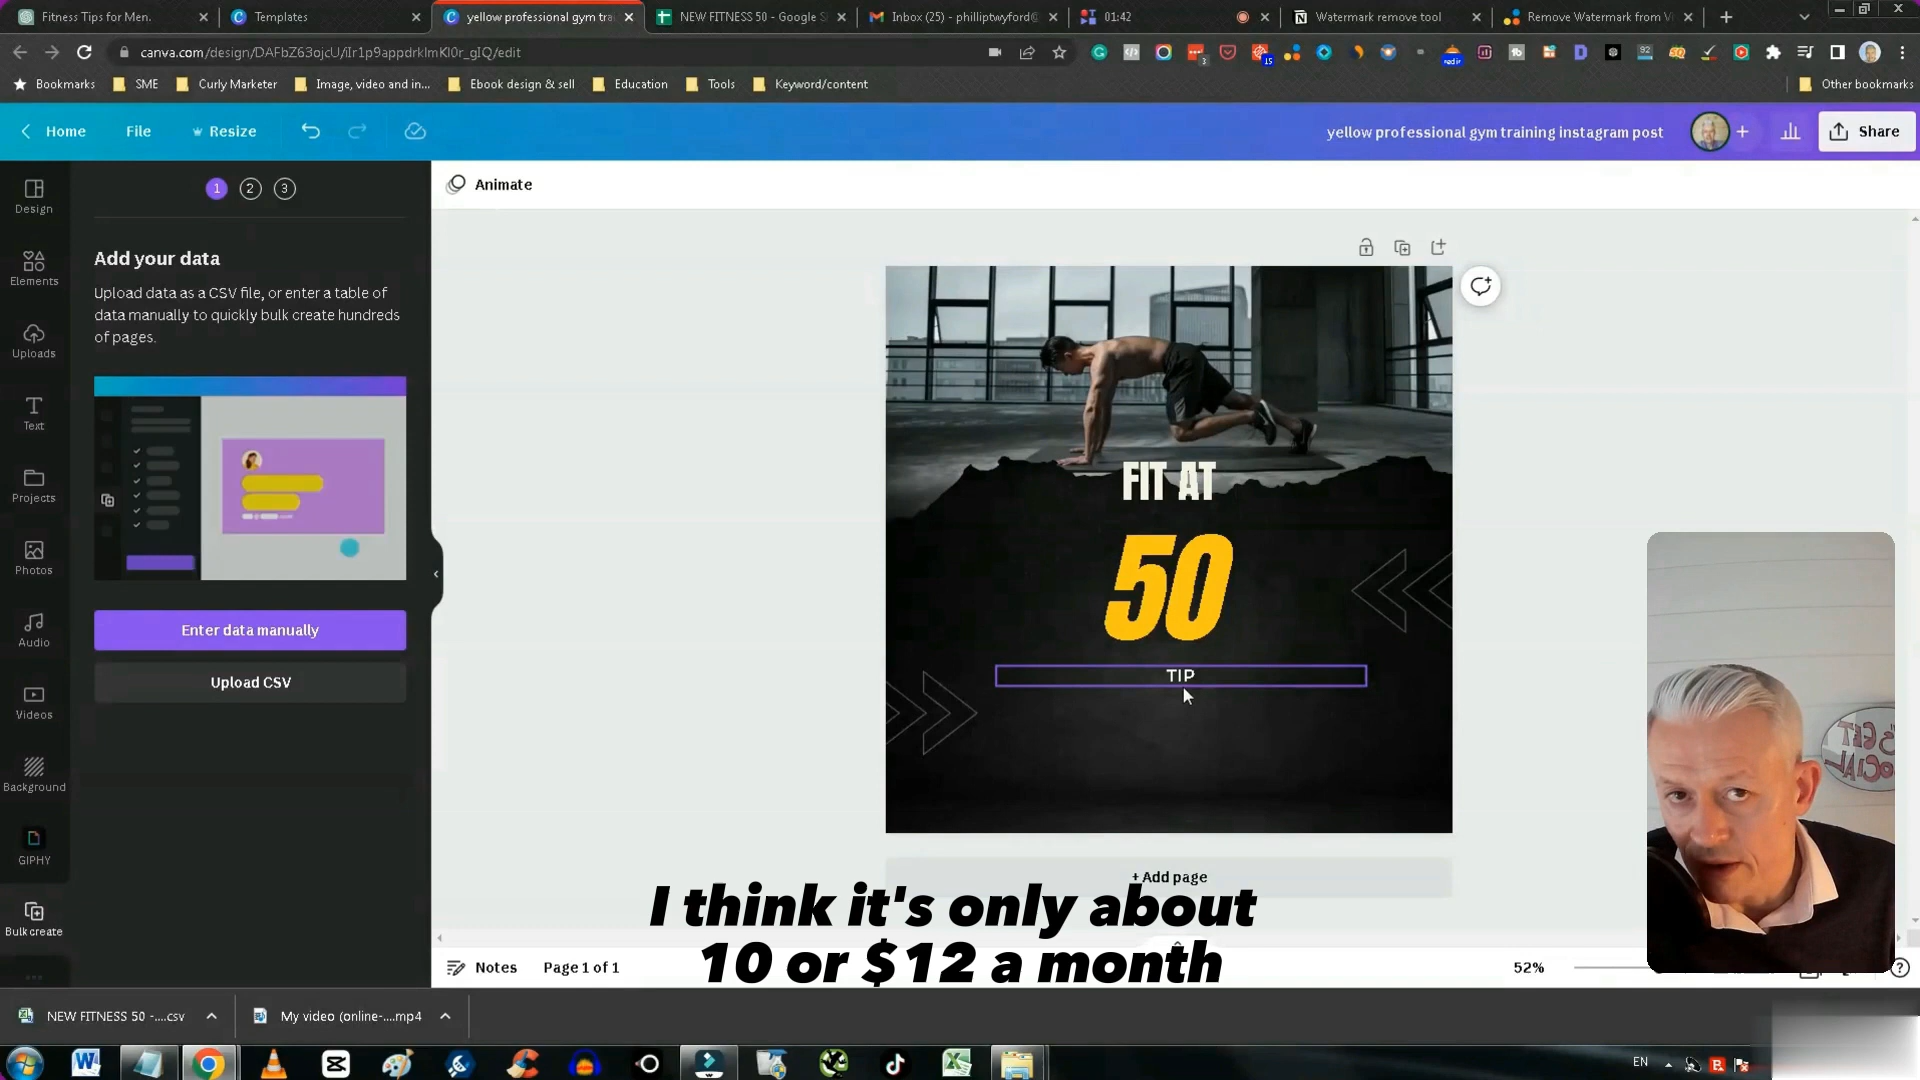 Fitness Tips for Men.
Templates
yellow professional gym trai
NEW FITNESS 50 - Google S
Inbox (25) - philliptwyford@
01:42
Watermark remove tool
Remove Watermark from Vi
canva.com/design/DAFbZ63ojcU/iIr1p9appdrklmKl0r_gIQ/edit
Bookmarks
SME
Curly Marketer
Image, video and in...
Ebook design & sell
Education
Tools
Keyword/content
Other bookmarks
Home
File
Resize
yellow professional gym training instagram post
Share
Design
Elements
Uploads
Text
Projects
Photos
Audio
Videos
Background
GIPHY
Bulk create
1 2 3
Add your data
Upload data as a CSV file, or enter a table of
data manually to quickly bulk create hundreds
of pages.
Enter data manually
Upload CSV
Animate
FIT AT
50
TIP
+ Add page
I think it's only about
10 or $12 a month
Notes
Page 1 of 1
52%
NEW FITNESS 50 -....csv
My video (online-....mp4
EN